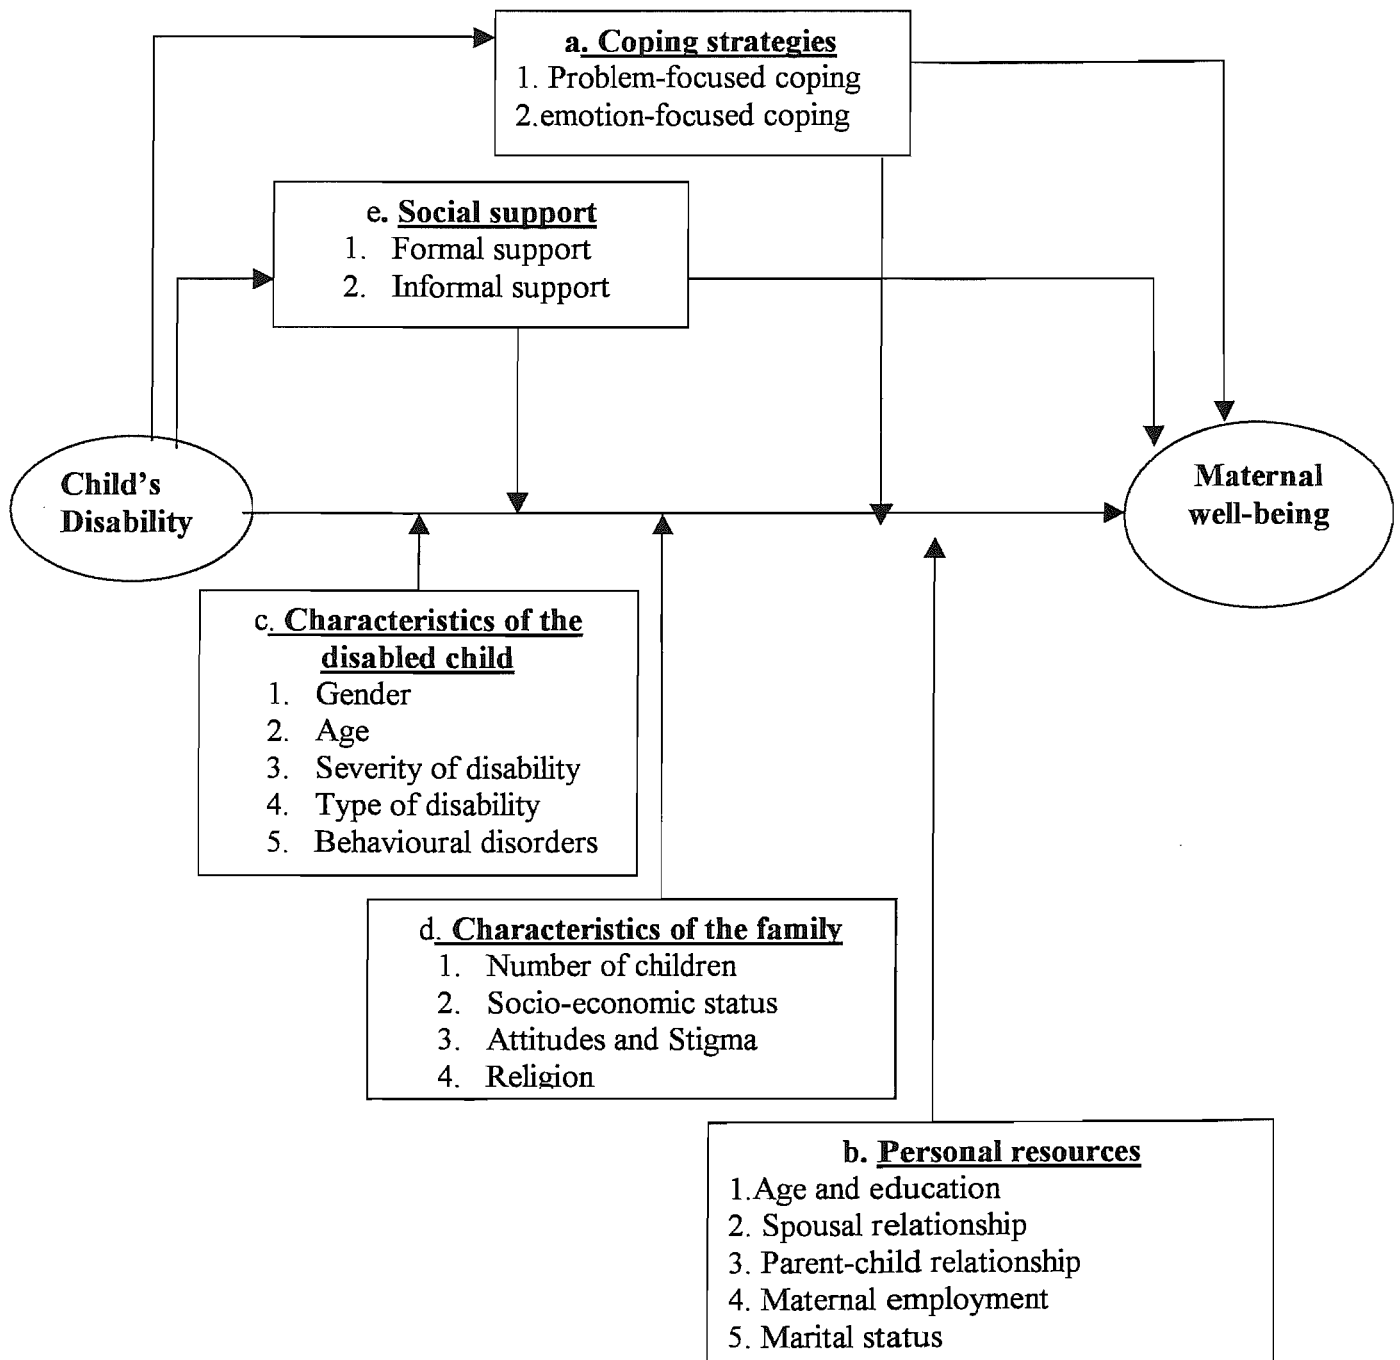 a. Coping strategies
1. Problem-focused coping
2.emotion-focused coping
e. Social support
1. Formal support
2. Informal support
Child's
Disability
Maternal
well-being
c. Characteristics of the
disabled child
1. Gender
2. Age
3. Severity of disability
4. Type of disability
5. Behavioural disorders
d. Characteristics of the family
1. Number of children
2. Socio-economic status
3. Attitudes and Stigma
4. Religion
b. Personal resources
1.Age and education
2. Spousal relationship
3. Parent-child relationship
4. Maternal employment
5. Marital status